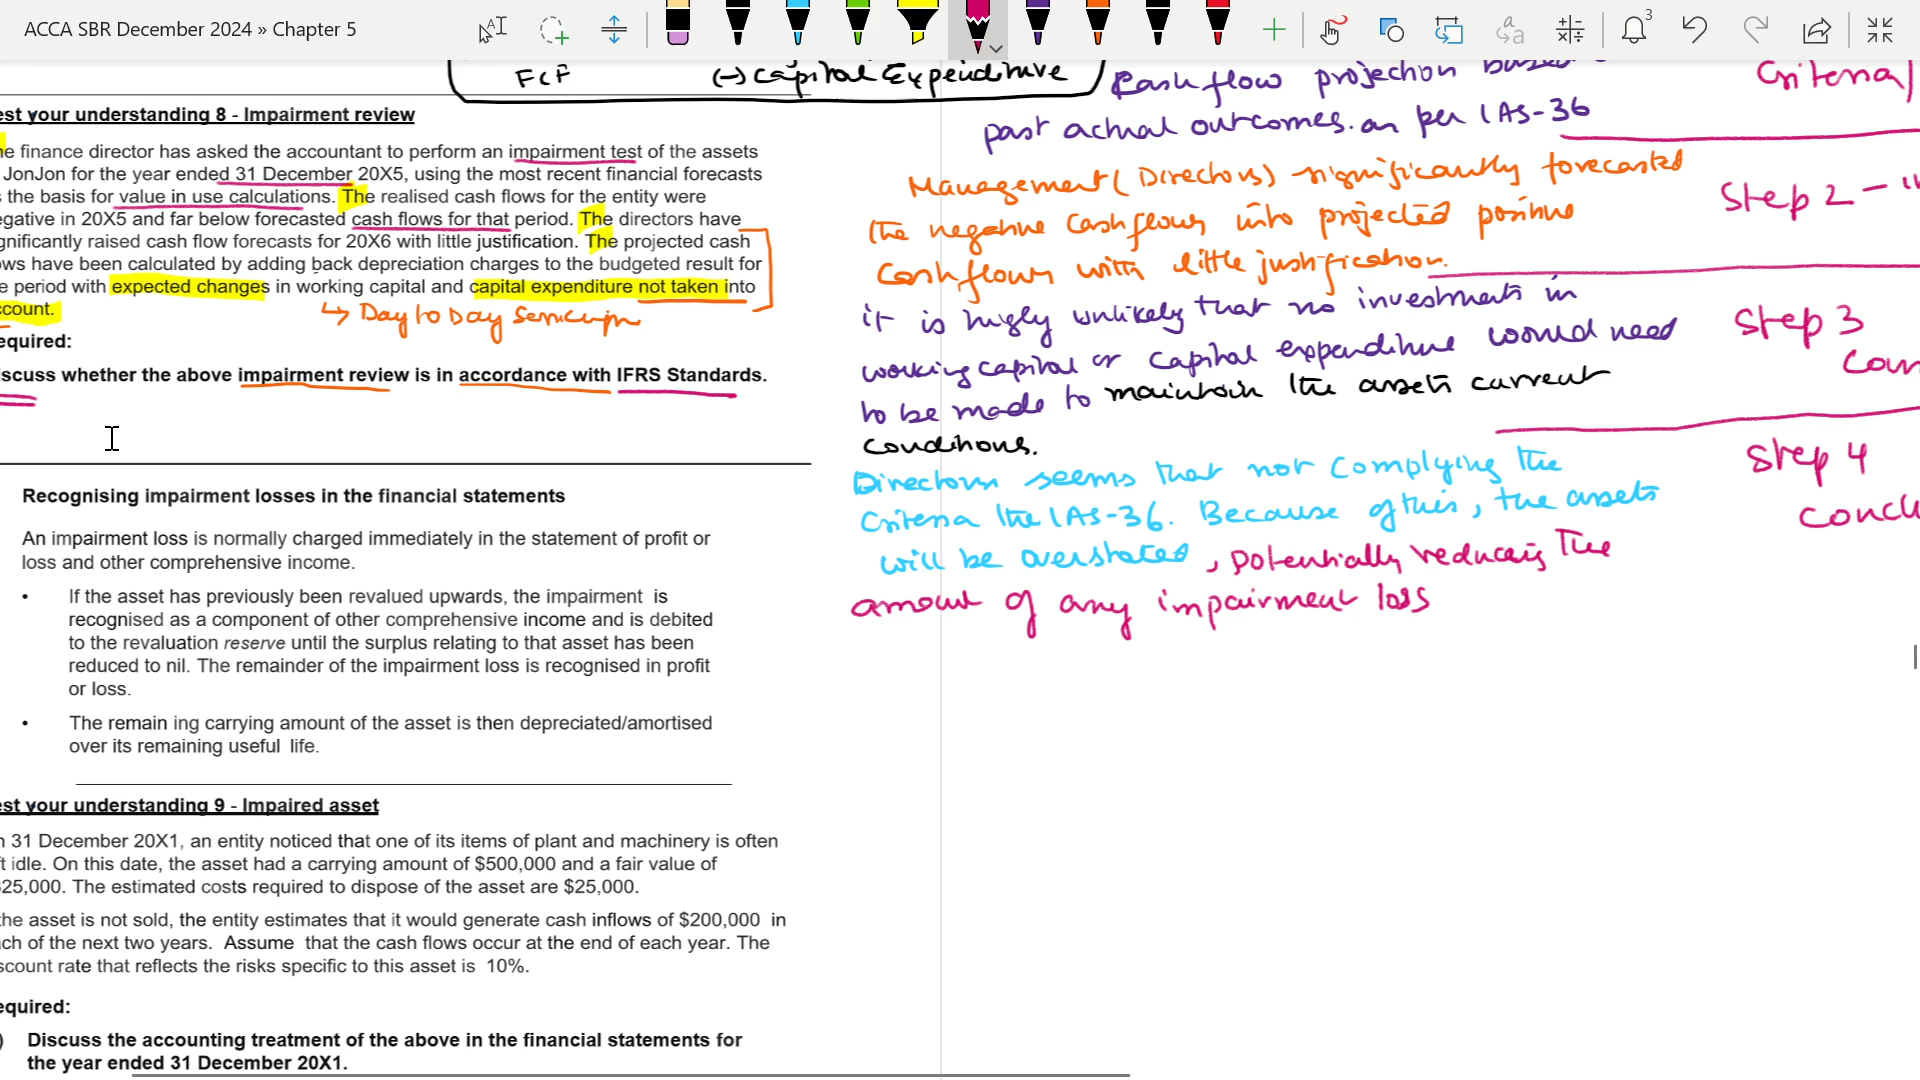 ACCA SBR December 2024 » Chapter 5
3
FCF (-) Capital Expenditure
est your understanding 8 - Impairment review
e finance director has asked the accountant to perform an impairment test of the assets
JonJon for the year ended 31 December 20X5, using the most recent financial forecasts
s the basis for value in use calculations. The realised cash flows for the entity were
egative in 20X5 and far below forecasted cash flows for that period. The directors have
gnificantly raised cash flow forecasts for 20X6 with little justification. The projected cash
ows have been calculated by adding back depreciation charges to the budgeted result for
e period with expected changes in working capital and capital expenditure not taken into
count.
↳ Day to Day
equired:
iscuss whether the above impairment review is in accordance with IFRS Standards.
Recognising impairment losses in the financial statements
An impairment loss is normally charged immediately in the statement of profit or
loss and other comprehensive income.
• If the asset has previously been revalued upwards, the impairment is
recognised as a component of other comprehensive income and is debited
to the revaluation reserve until the surplus relating to that asset has been
reduced to nil. The remainder of the impairment loss is recognised in profit
or loss.
• The remain ing carrying amount of the asset is then depreciated/amortised
over its remaining useful life.
est your understanding 9 - Impaired asset
n 31 December 20X1, an entity noticed that one of its items of plant and machinery is often
ft idle. On this date, the asset had a carrying amount of $500,000 and a fair value of
$25,000. The estimated costs required to dispose of the asset are $25,000.
the asset is not sold, the entity estimates that it would generate cash inflows of $200,000 in
ach of the next two years. Assume that the cash flows occur at the end of each year. The
scount rate that reflects the risks specific to this asset is 10%.
equired:
) Discuss the accounting treatment of the above in the financial statements for
the year ended 31 December 20X1.
Cashflow projection based
past actual outcomes. as per IAS-36
Management (Directors) significantly forecasted
the negative cashflows into projected positive
cashflows with little justification.
it is highly unlikely that no investments in
working capital or capital expenditure would need
to be made to maintain the assets current
conditions.
Directors seems that not complying the
criteria the IAS-36. Because of this, the assets
will be overstated, potentially reducing the
amount of any impairment loss
Criteria/
Step 2 -
Step 3
Step 4